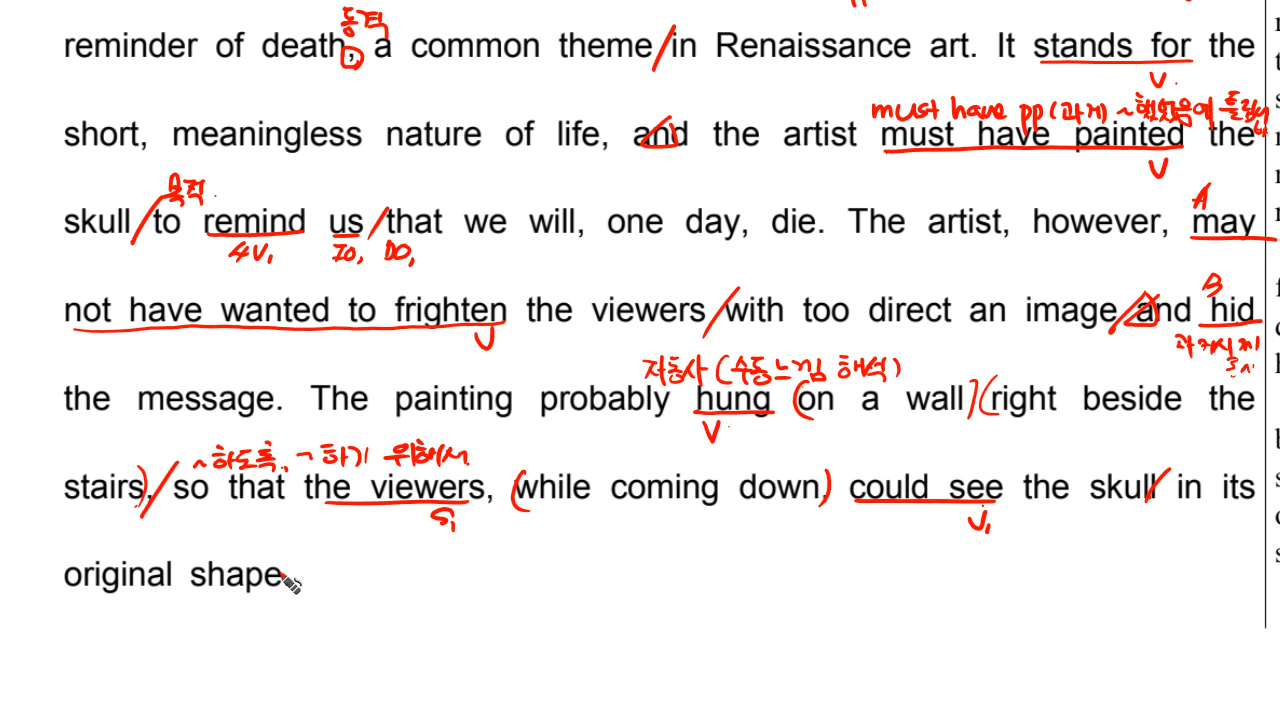 동격
reminder of death, a common theme in Renaissance art. It stands for the
V
must have pp (과거) ~했었음에 틀림
short, meaningless nature of life, and the artist must have painted the
V
목적 A
skull to remind us that we will, one day, die. The artist, however, may
4V₁ IO₁ DO₁
B
not have wanted to frighten the viewers with too direct an image and hid
V 과거시제
자동사 (수동느낌 해석)
the message. The painting probably hung on a wall right beside the
V
~하도록, ~하기 위해서
stairs, so that the viewers, while coming down, could see the skull in its
S₁ V₁
original shape